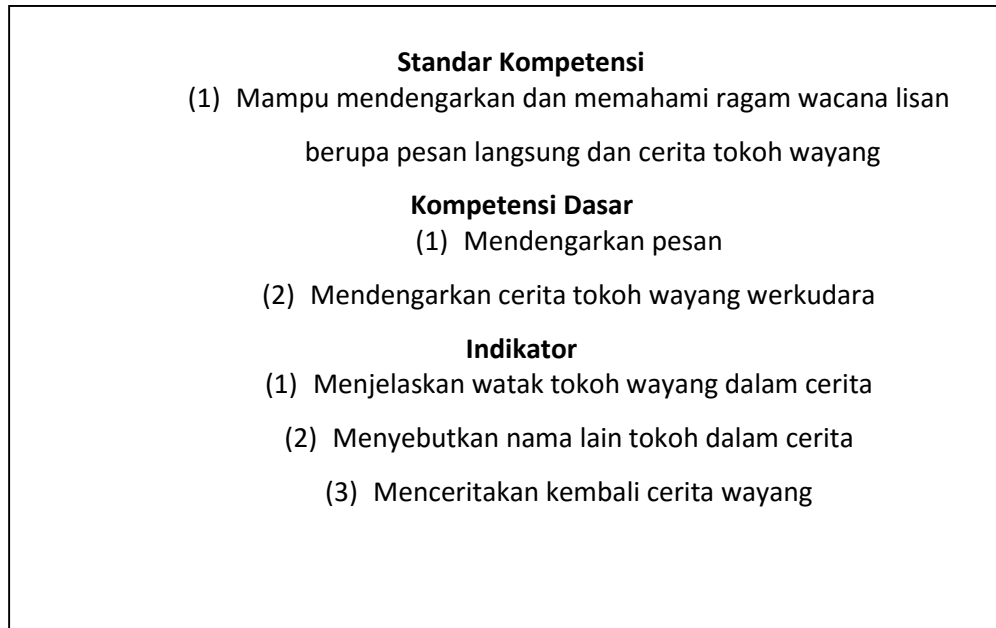 Standar Kompetensi
(1) Mampu mendengarkan dan memahami ragam wacana lisan
berupa pesan langsung dan cerita tokoh wayang
Kompetensi Dasar
(1) Mendengarkan pesan
(2) Mendengarkan cerita tokoh wayang werkudara
Indikator
(1) Menjelaskan watak tokoh wayang dalam cerita
(2) Menyebutkan nama lain tokoh dalam cerita
(3) Menceritakan kembali cerita wayang